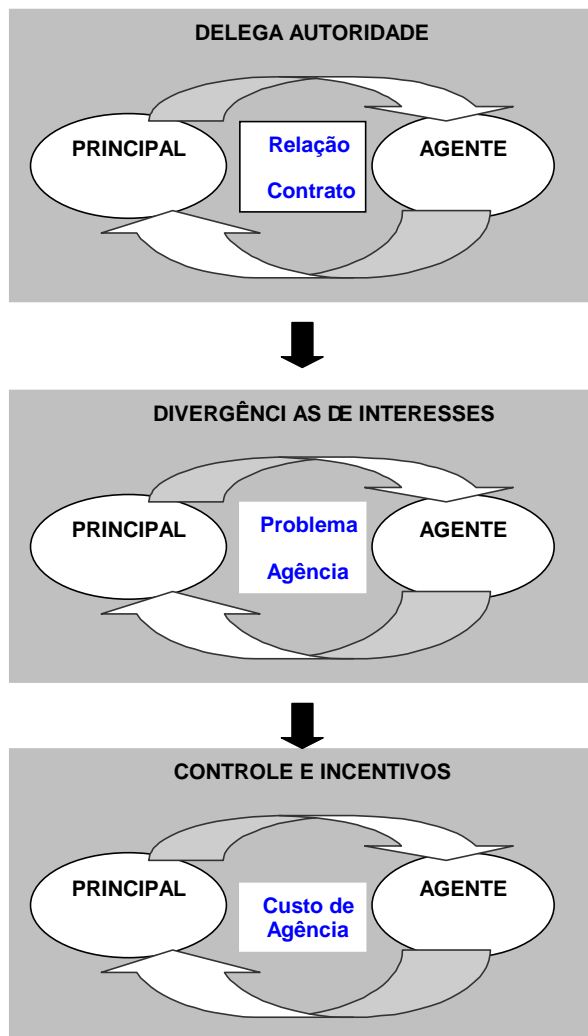 DELEGA AUTORIDADE
PRINCIPAL
Relação
Contrato
AGENTE
DIVERGÊNCI AS DE INTERESSES
PRINCIPAL
Problema
Agência
AGENTE
CONTROLE E INCENTIVOS
PRINCIPAL
Custo de
Agência
AGENTE